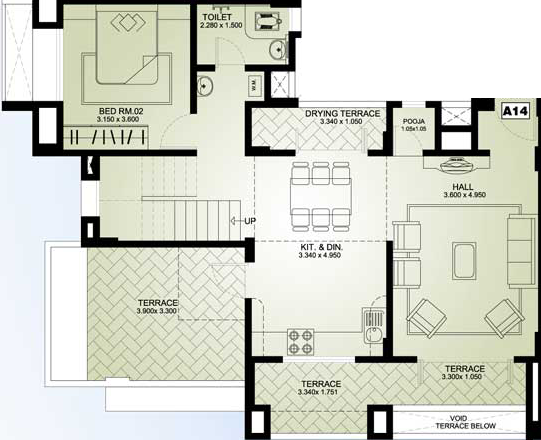 TOILET
2.280 x 1.500
W.M.
BED RM.02
3.150 x 3.600
DRYING TERRACE
3.340 x 1.050
POOJA
1.05x1.05
A14
HALL
3.600 x 4.950
UP
KIT. & DIN.
3.340 x 4.950
TERRACE
3.900x 3.300
TERRACE
3.340x 1.751
TERRACE
3.300x 1.050
VOID
TERRACE BELOW